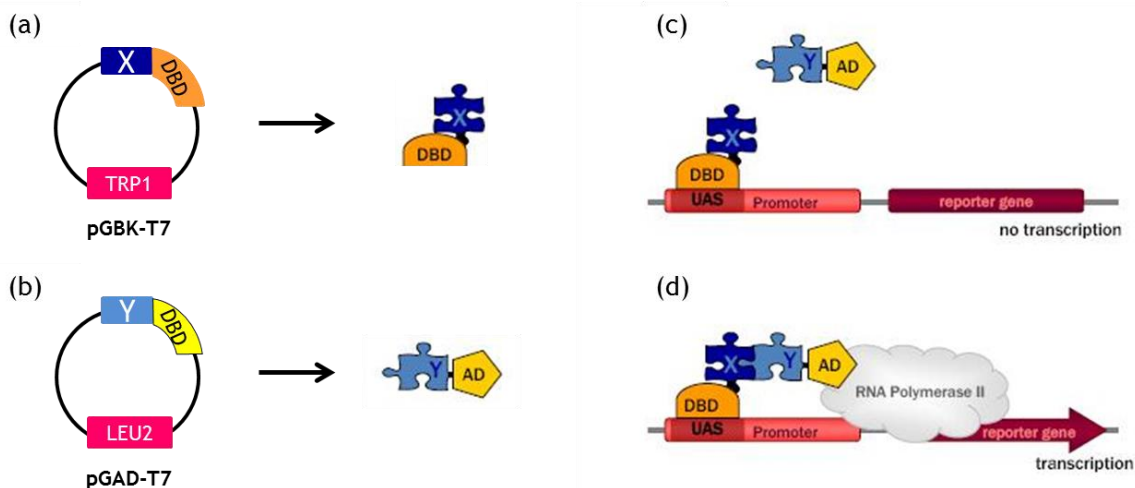 (a)
X
DBD
TRP1
pGBK-T7
X
DBD
(b)
Y
DBD
LEU2
pGAD-T7
Y
AD
(c)
Y
AD
X
DBD
UAS
Promoter
reporter gene
no transcription
(d)
X
Y
AD
RNA Polymerase II
DBD
UAS
Promoter
reporter gene
transcription